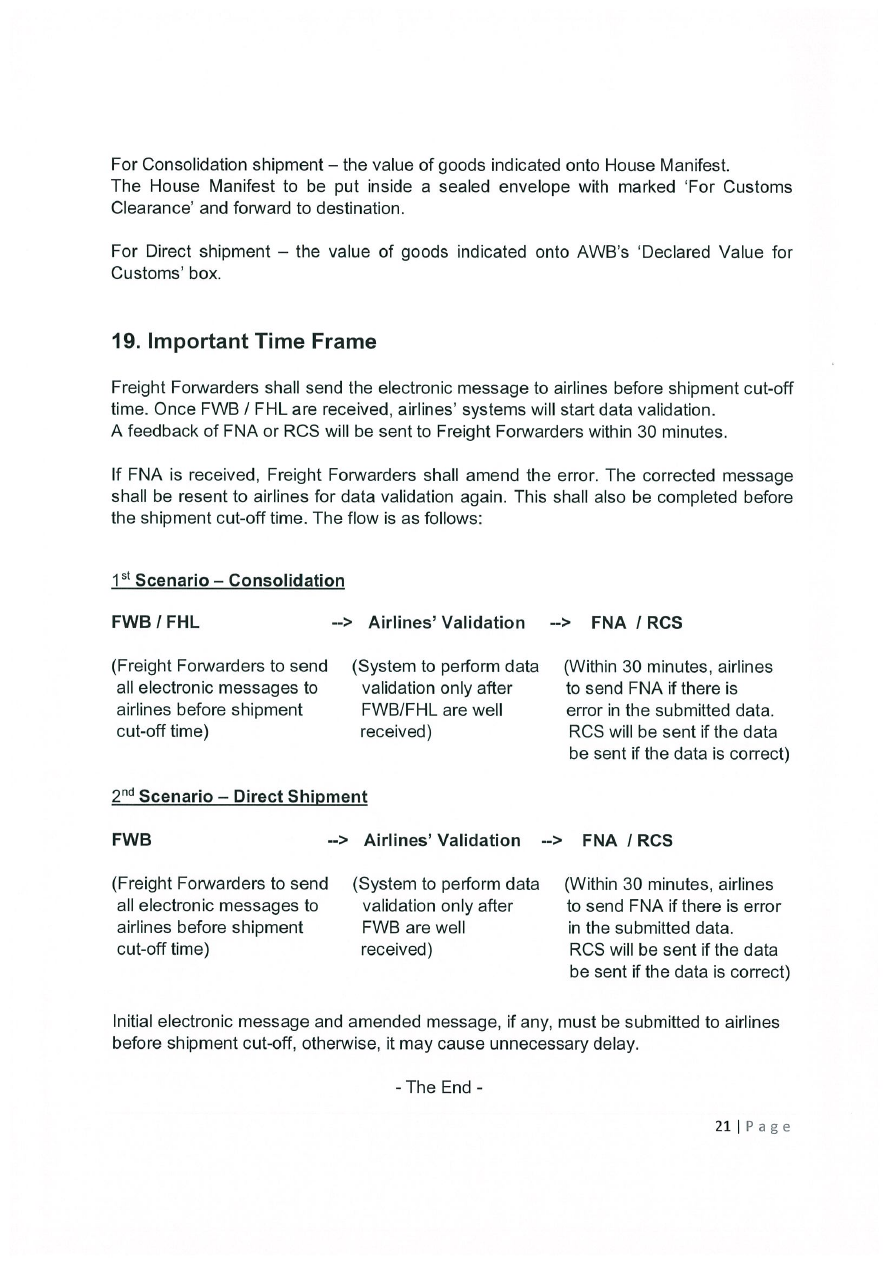 For Consolidation shipment – the value of goods indicated onto House Manifest.
The House Manifest to be put inside a sealed envelope with marked ‘For Customs
Clearance’ and forward to destination.
For Direct shipment – the value of goods indicated onto AWB’s ‘Declared Value for
Customs’ box.
19. Important Time Frame
Freight Forwarders shall send the electronic message to airlines before shipment cut-off
time. Once FWB / FHL are received, airlines’ systems will start data validation.
A feedback of FNA or RCS will be sent to Freight Forwarders within 30 minutes.
If FNA is received, Freight Forwarders shall amend the error. The corrected message
shall be resent to airlines for data validation again. This shall also be completed before
the shipment cut-off time. The flow is as follows:
1st Scenario – Consolidation
FWB / FHL --> Airlines’ Validation --> FNA / RCS
(Freight Forwarders to send (System to perform data (Within 30 minutes, airlines
all electronic messages to validation only after to send FNA if there is
airlines before shipment FWB/FHL are well error in the submitted data.
cut-off time) received) RCS will be sent if the data
be sent if the data is correct)
2nd Scenario – Direct Shipment
FWB --> Airlines’ Validation --> FNA / RCS
(Freight Forwarders to send (System to perform data (Within 30 minutes, airlines
all electronic messages to validation only after to send FNA if there is error
airlines before shipment FWB are well in the submitted data.
cut-off time) received) RCS will be sent if the data
be sent if the data is correct)
Initial electronic message and amended message, if any, must be submitted to airlines
before shipment cut-off, otherwise, it may cause unnecessary delay.
- The End -
21 | Page